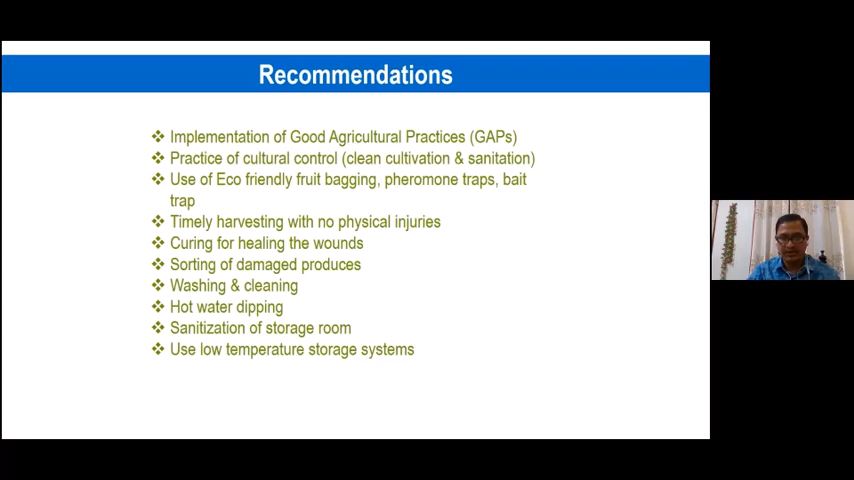 Recommendations
❖ Implementation of Good Agricultural Practices (GAPs)
❖ Practice of cultural control (clean cultivation & sanitation)
❖ Use of Eco friendly fruit bagging, pheromone traps, bait
trap
❖ Timely harvesting with no physical injuries
❖ Curing for healing the wounds
❖ Sorting of damaged produces
❖ Washing & cleaning
❖ Hot water dipping
❖ Sanitization of storage room
❖ Use low temperature storage systems